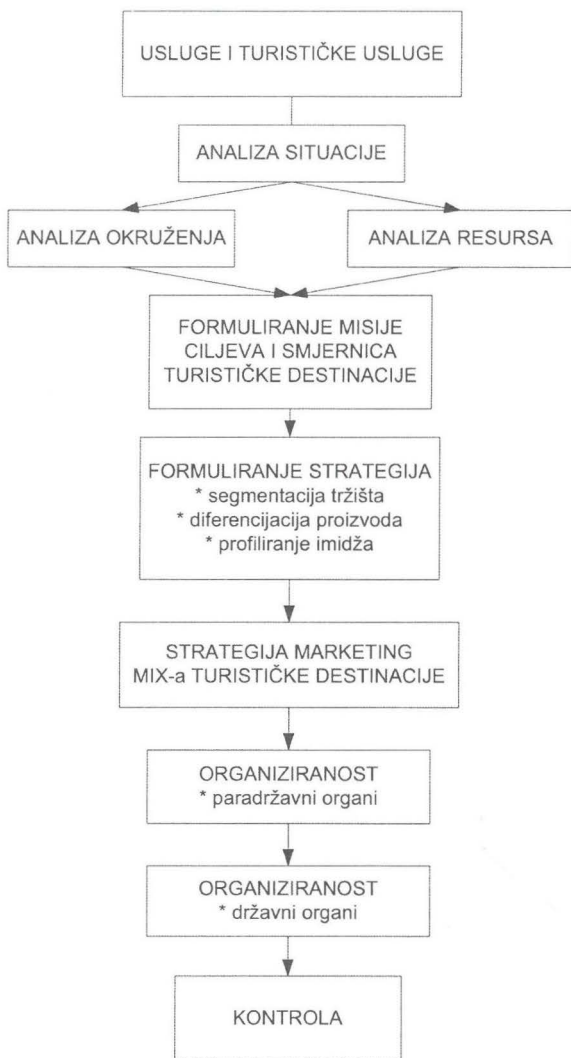 USLUGE I TURISTIČKE USLUGE
ANALIZA SITUACIJE
ANALIZA OKRUŽENJA
ANALIZA RESURSA
FORMULIRANJE MISIJE
CILJEVA I SMJERNICA
TURISTIČKE DESTINACIJE
FORMULIRANJE STRATEGIJA
* segmentacija tržišta
* diferencijacija proizvoda
* profiliranje imidža
STRATEGIJA MARKETING
MIX-a TURISTIČKE DESTINACIJE
ORGANIZIRANOST
* paradržavni organi
ORGANIZIRANOST
* državni organi
KONTROLA